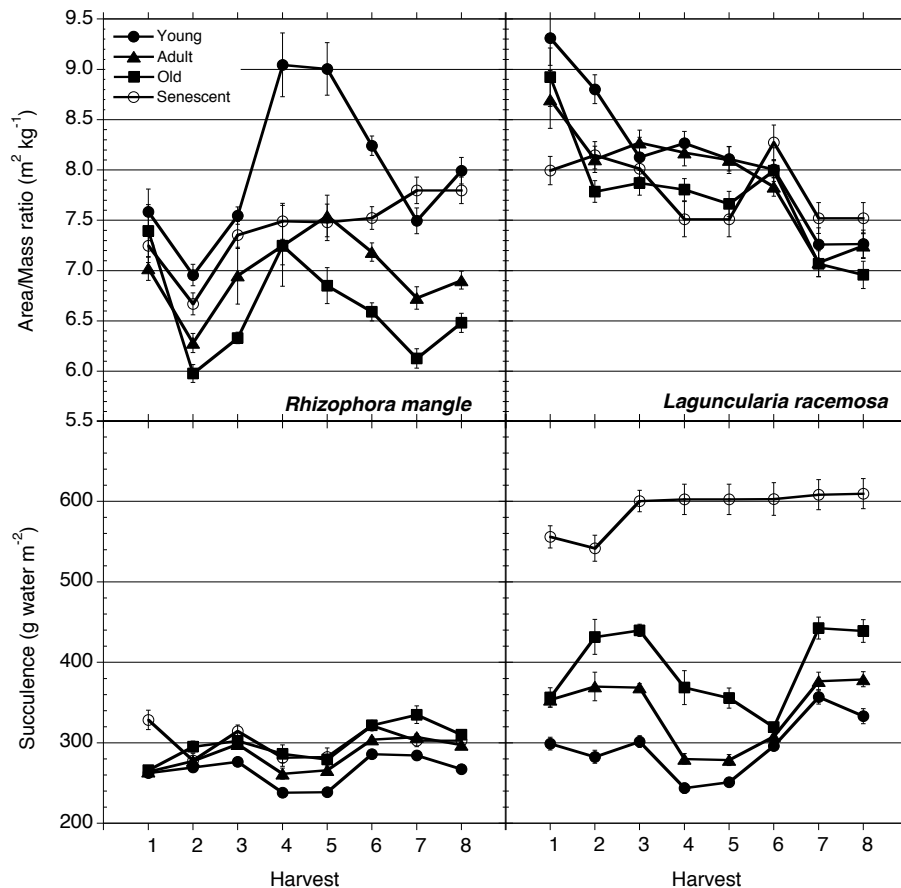 Area/Mass ratio (m² kg⁻¹)
9.5
9.0
8.5
8.0
7.5
7.0
6.5
6.0
5.5
Young
Adult
Old
Senescent
Rhizophora mangle
Laguncularia racemosa
Succulence (g water m⁻²)
600
500
400
300
200
1 2 3 4 5 6 7 8
1 2 3 4 5 6 7 8
Harvest
Harvest